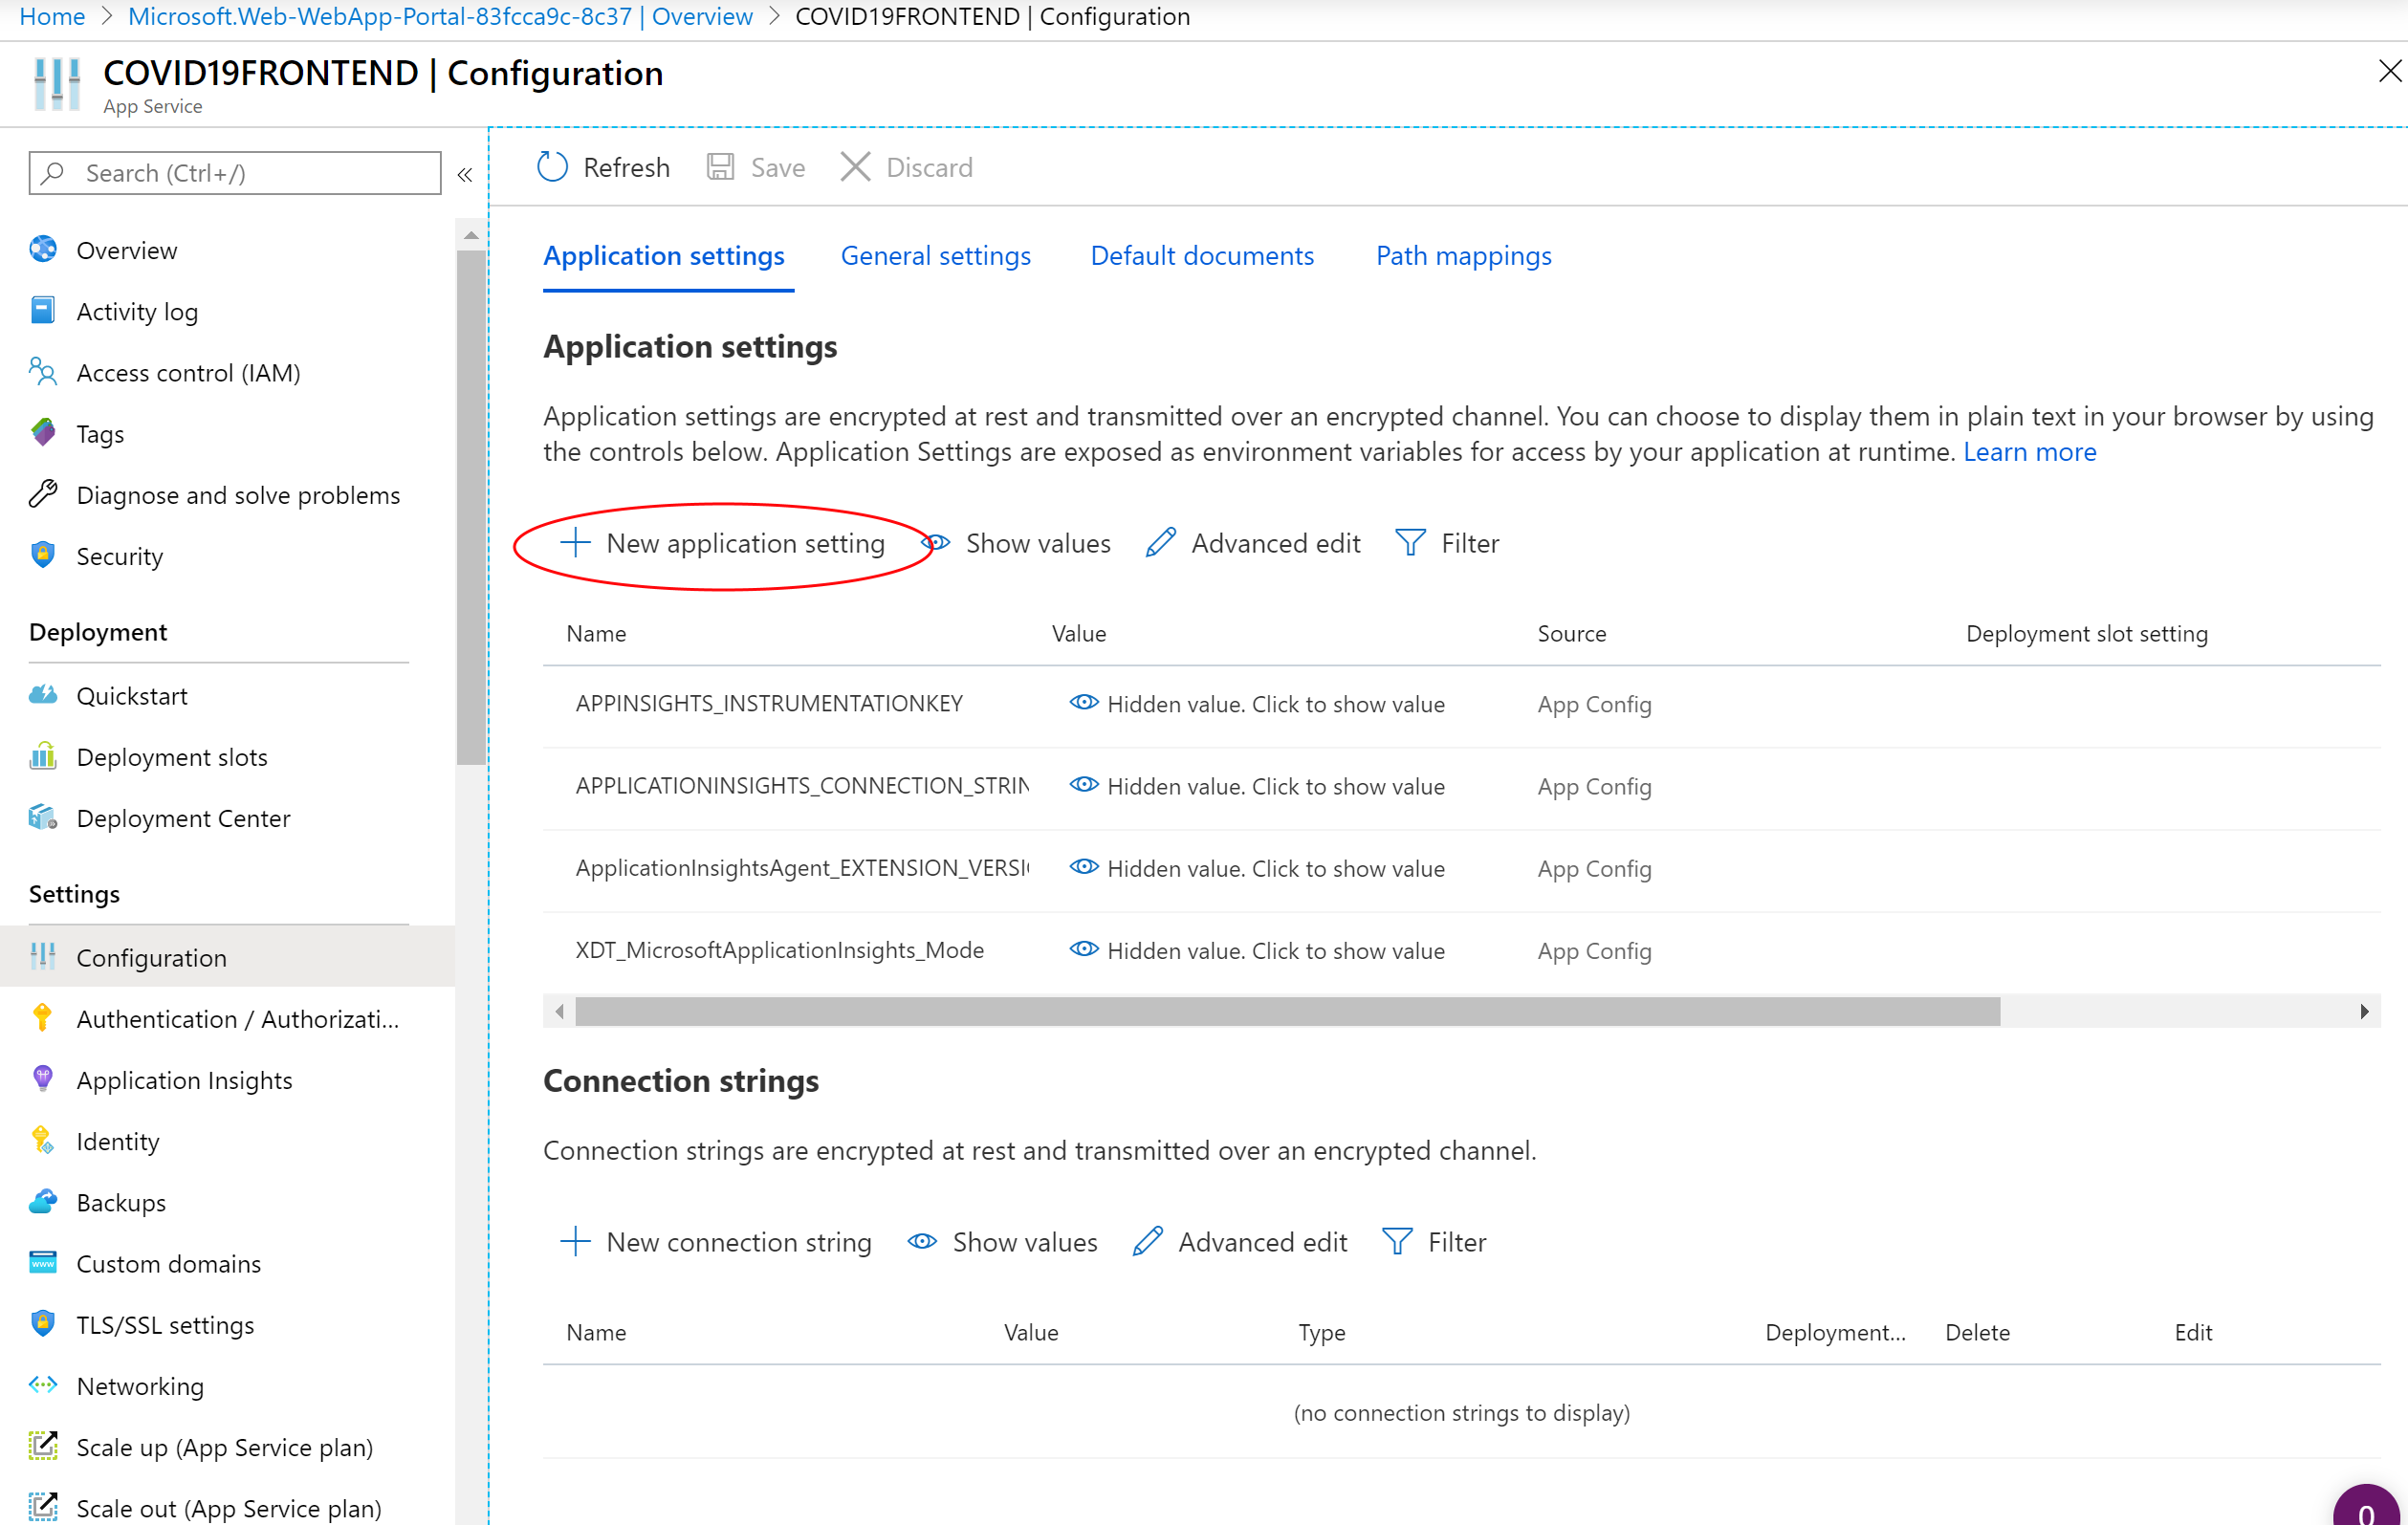 Home > Microsoft.Web-WebApp-Portal-83fcca9c-8c37 | Overview > COVID19FRONTEND | Configuration
COVID19FRONTEND | Configuration
App Service
Search (Ctrl+/)
«
Overview
Activity log
Access control (IAM)
Tags
Diagnose and solve problems
Security
Deployment
Quickstart
Deployment slots
Deployment Center
Settings
Configuration
Authentication / Authorizati...
Application Insights
Identity
Backups
Custom domains
TLS/SSL settings
Networking
Scale up (App Service plan)
Scale out (App Service plan)
Refresh Save Discard
Application settings General settings Default documents Path mappings
Application settings
Application settings are encrypted at rest and transmitted over an encrypted channel. You can choose to display them in plain text in your browser by using
the controls below. Application Settings are exposed as environment variables for access by your application at runtime. Learn more
New application setting Show values Advanced edit Filter
Name Value Source Deployment slot setting
APPINSIGHTS_INSTRUMENTATIONKEY Hidden value. Click to show value App Config
APPLICATIONINSIGHTS_CONNECTION_STRIN Hidden value. Click to show value App Config
ApplicationInsightsAgent_EXTENSION_VERSI Hidden value. Click to show value App Config
XDT_MicrosoftApplicationInsights_Mode Hidden value. Click to show value App Config
Connection strings
Connection strings are encrypted at rest and transmitted over an encrypted channel.
New connection string Show values Advanced edit Filter
Name Value Type Deployment... Delete Edit
(no connection strings to display)
0